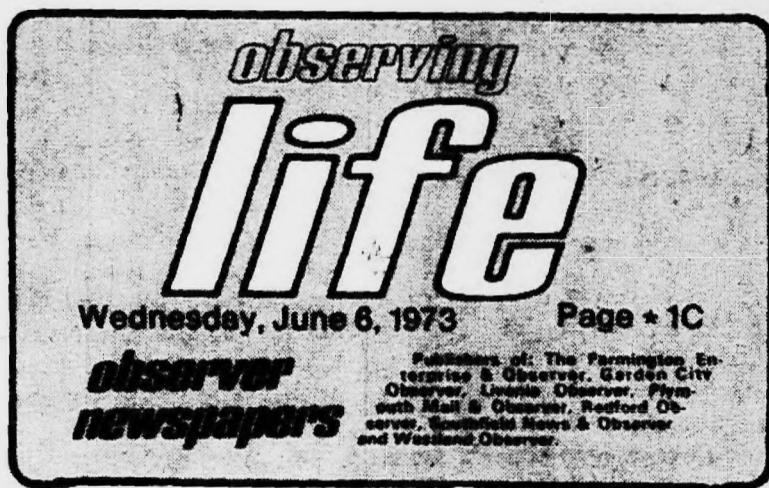 observing
life
Wednesday, June 6, 1973 Page ★ 1C
observer
newspapers
Publishers of: The Farmington En-
terprise & Observer, Garden City
Observer, Livonia Observer, Plym-
outh Mail & Observer, Redford Ob-
server, Southfield News & Observer
and Westland Observer.